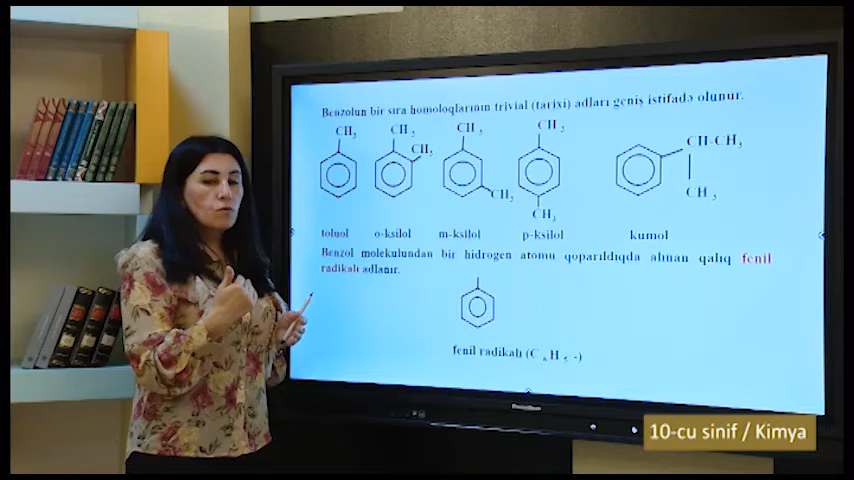 Benzolun bir sıra homoloqlarının trivial (tarixi) adları geniş istifadə olunur.
CH3 CH3 CH3 CH3 CH-CH3
CH3 CH3 CH3 CH3
toluol o-ksilol m-ksilol p-ksilol kumol
Benzol molekulundan bir hidrogen atomu qoparıldıqda alınan qalıq fenil
radikalı adlanır.
fenil radikalı (C6H5-)
10-cu sinif / Kimya